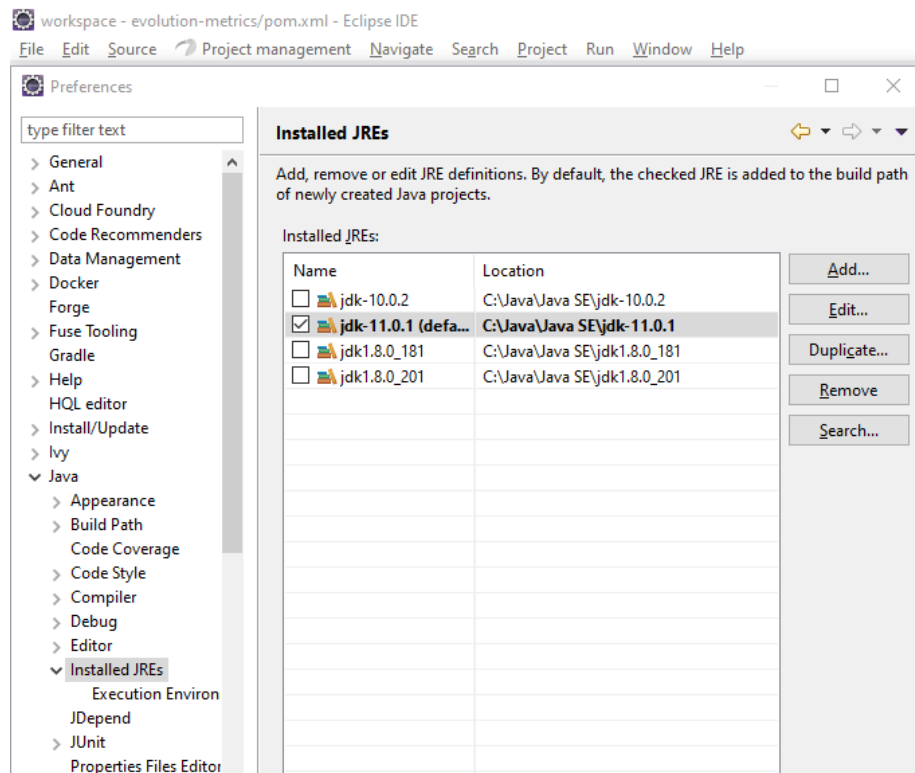 workspace - evolution-metrics/pom.xml - Eclipse IDE
File Edit Source Project management Navigate Search Project Run Window Help
Preferences
type filter text
General
Ant
Cloud Foundry
Code Recommenders
Data Management
Docker
Forge
Fuse Tooling
Gradle
Help
HQL editor
Install/Update
Ivy
Java
Appearance
Build Path
Code Coverage
Code Style
Compiler
Debug
Editor
Installed JREs
Execution Environ
JDepend
JUnit
Properties Files Editor
Installed JREs
Add, remove or edit JRE definitions. By default, the checked JRE is added to the build path
of newly created Java projects.
Installed JREs:
Name Location
jdk-10.0.2 C:\Java\Java SE\jdk-10.0.2
jdk-11.0.1 (defa... C:\Java\Java SE\jdk-11.0.1
jdk1.8.0_181 C:\Java\Java SE\jdk1.8.0_181
jdk1.8.0_201 C:\Java\Java SE\jdk1.8.0_201
Add...
Edit...
Duplicate...
Remove
Search...